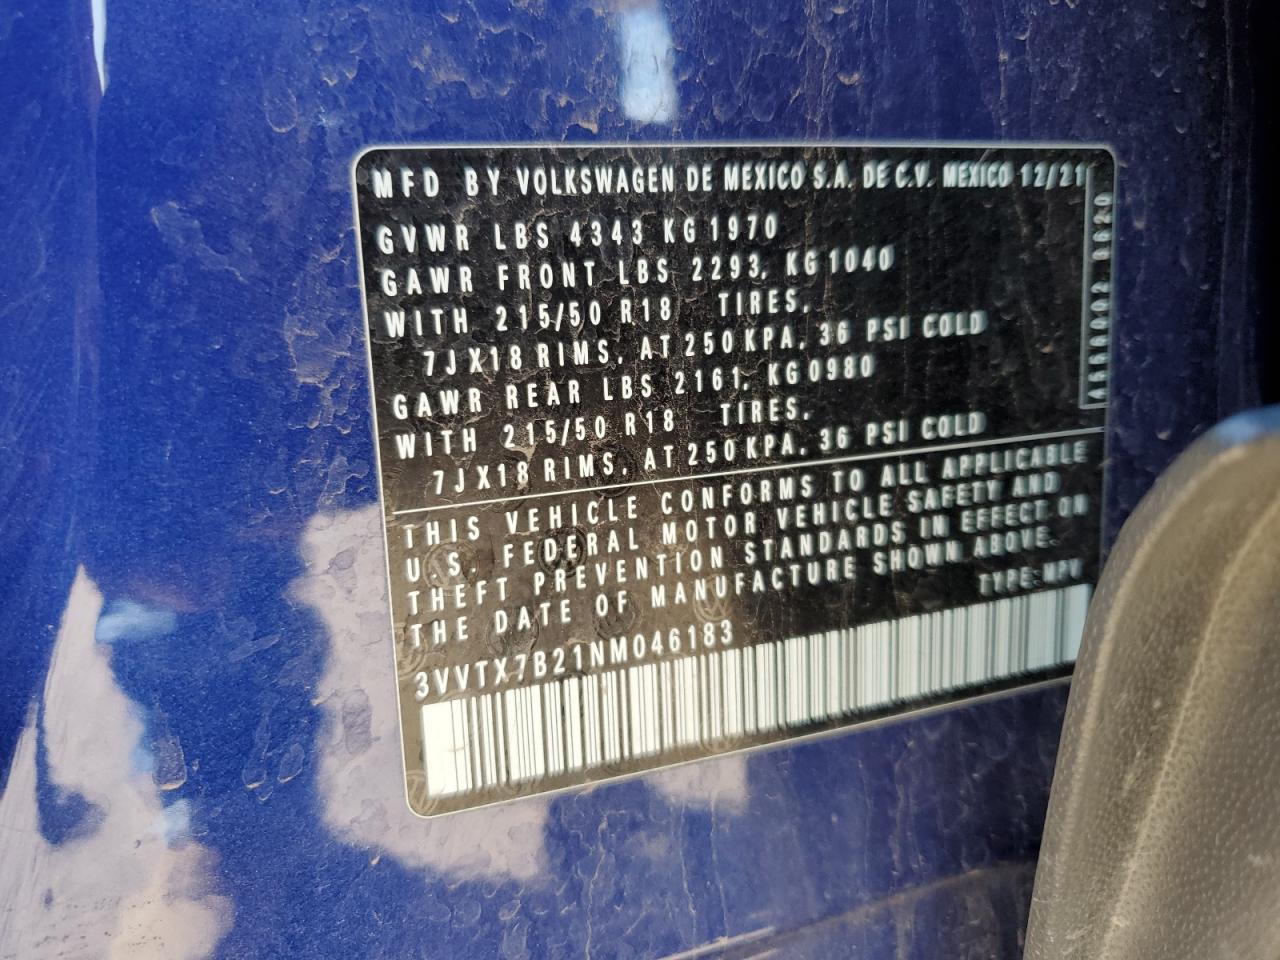 MFD BY VOLKSWAGEN DE MEXICO S.A. DE C.V. MEXICO 12/21
GVWR LBS 4343 KG 1970
GAWR FRONT LBS 2293, KG 1040
WITH 215/50 R18 TIRES,
7JX18 RIMS, AT 250 KPA, 36 PSI COLD
GAWR REAR LBS 2161, KG 0980
WITH 215/50 R18 TIRES,
7JX18 RIMS, AT 250 KPA, 36 PSI COLD
THIS VEHICLE CONFORMS TO ALL APPLICABLE
U.S. FEDERAL MOTOR VEHICLE SAFETY AND
THEFT PREVENTION STANDARDS IN EFFECT ON
THE DATE OF MANUFACTURE SHOWN ABOVE.
TYPE: MPV
3VVTX7B21NM046183